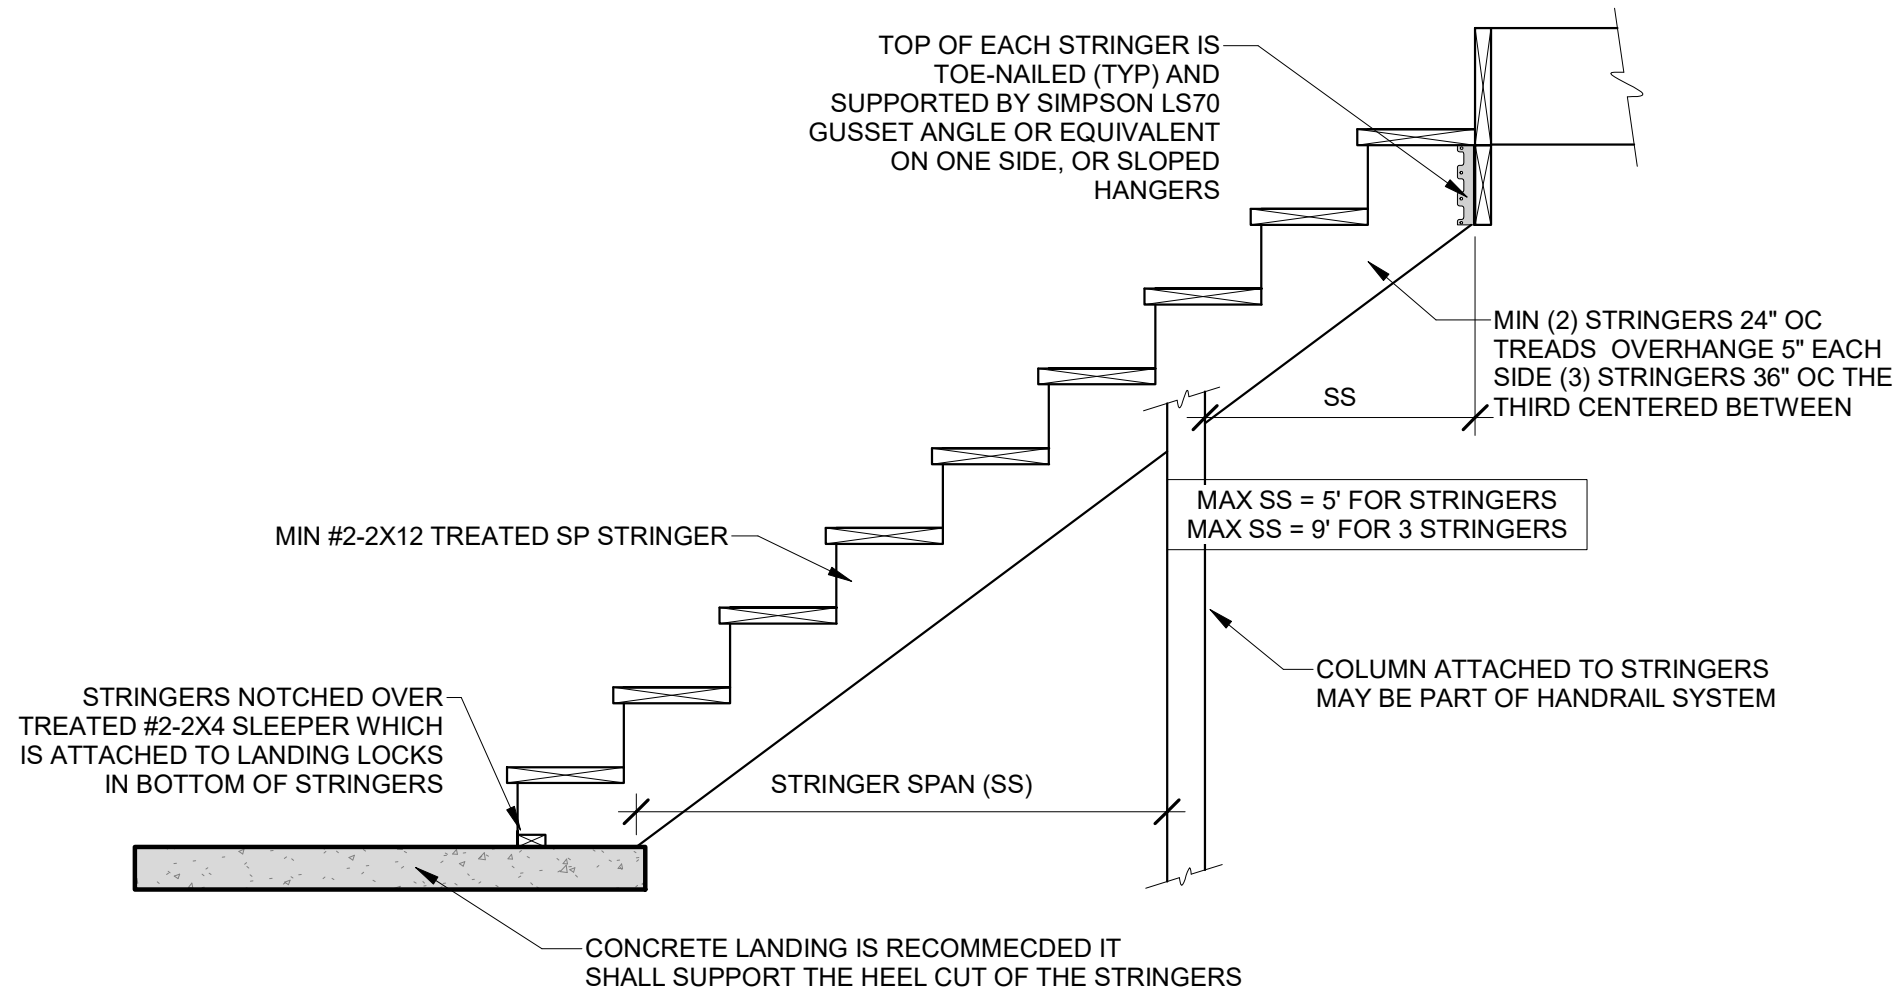 TOP OF EACH STRINGER IS
TOE-NAILED (TYP) AND
SUPPORTED BY SIMPSON LS70
GUSSET ANGLE OR EQUIVALENT
ON ONE SIDE, OR SLOPED
HANGERS
MIN (2) STRINGERS 24" OC
TREADS OVERHANGE 5" EACH
SIDE (3) STRINGERS 36" OC THE
THIRD CENTERED BETWEEN
SS
MAX SS = 5' FOR STRINGERS
MAX SS = 9' FOR 3 STRINGERS
MIN #2-2X12 TREATED SP STRINGER
COLUMN ATTACHED TO STRINGERS
MAY BE PART OF HANDRAIL SYSTEM
STRINGERS NOTCHED OVER
TREATED #2-2X4 SLEEPER WHICH
IS ATTACHED TO LANDING LOCKS
IN BOTTOM OF STRINGERS
STRINGER SPAN (SS)
CONCRETE LANDING IS RECOMMECDED IT
SHALL SUPPORT THE HEEL CUT OF THE STRINGERS